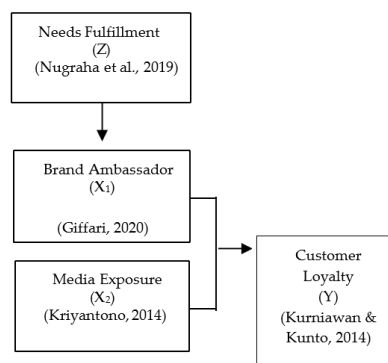 Needs Fulfillment
(Z)
(Nugraha et al., 2019)
Brand Ambassador
(X₁)
(Giffari, 2020)
Media Exposure
(X₂)
(Kriyantono, 2014)
Customer
Loyalty
(Y)
(Kurniawan &
Kunto, 2014)